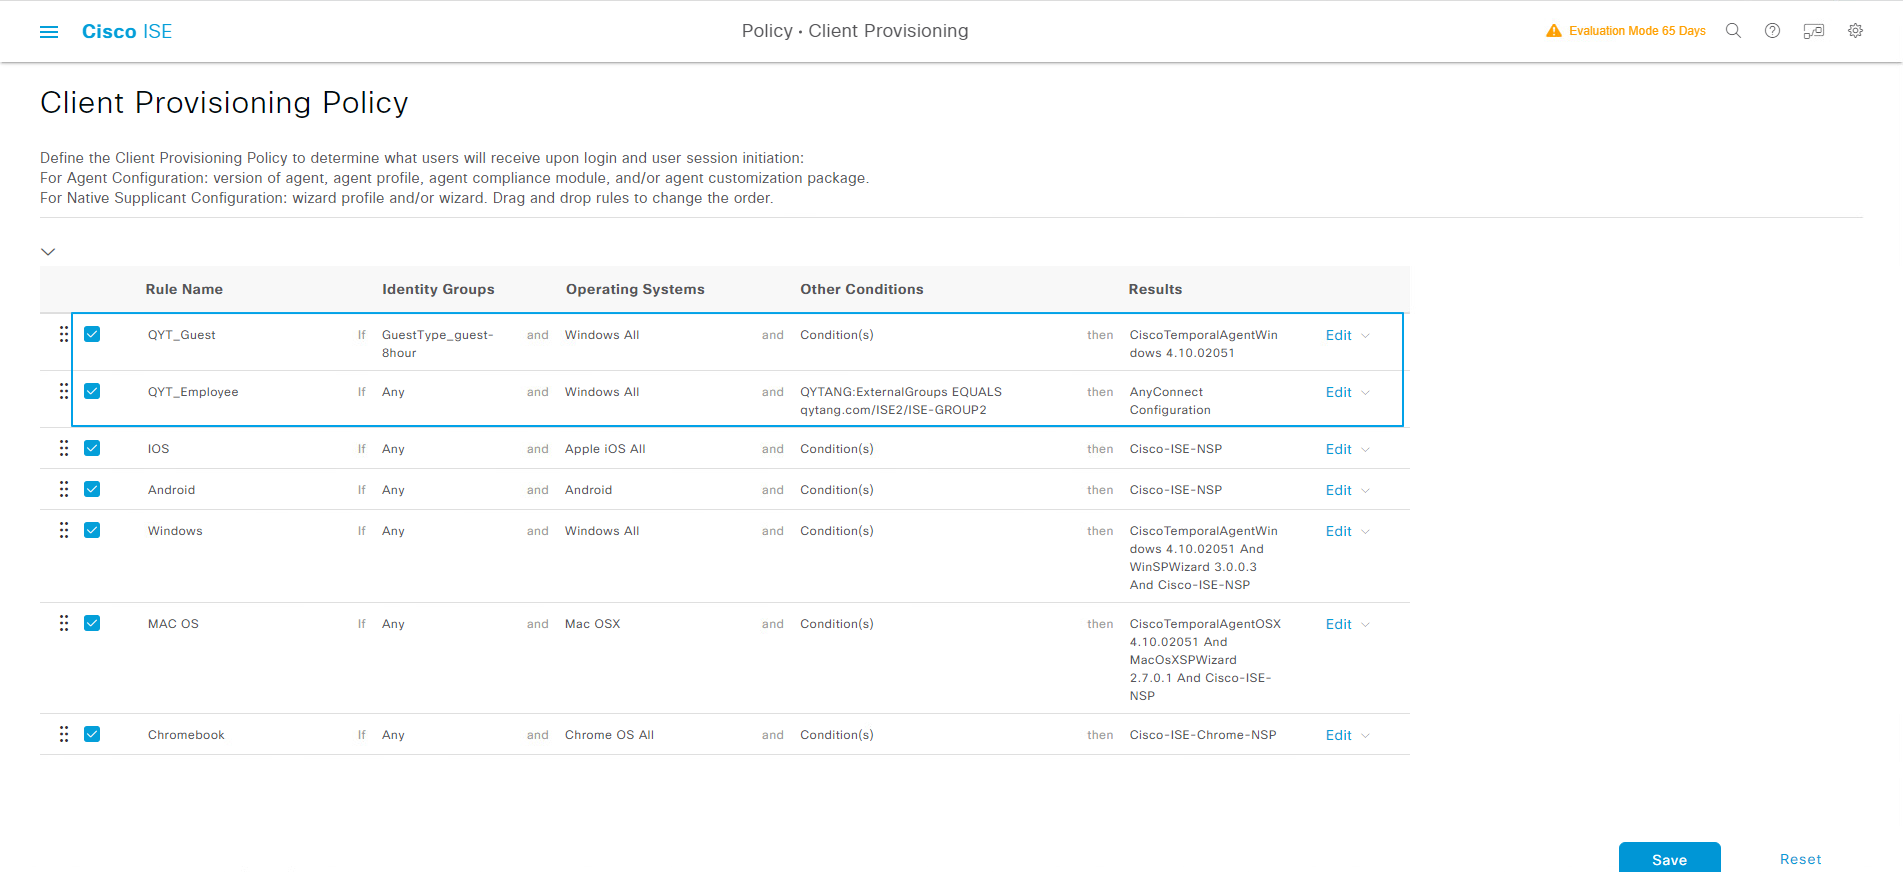 Cisco ISE
Policy • Client Provisioning
Evaluation Mode 65 Days
Client Provisioning Policy
Define the Client Provisioning Policy to determine what users will receive upon login and user session initiation:
For Agent Configuration: version of agent, agent profile, agent compliance module, and/or agent customization package.
For Native Supplicant Configuration: wizard profile and/or wizard. Drag and drop rules to change the order.
Rule Name Identity Groups Operating Systems Other Conditions Results
QYT_Guest If GuestType_guest- and Windows All and Condition(s) then CiscoTemporalAgentWin Edit
8hour dows 4.10.02051
QYT_Employee If Any and Windows All and QYTANG:ExternalGroups EQUALS then AnyConnect Edit
qytang.com/ISE2/ISE-GROUP2 Configuration
IOS If Any and Apple iOS All and Condition(s) then Cisco-ISE-NSP Edit
Android If Any and Android and Condition(s) then Cisco-ISE-NSP Edit
Windows If Any and Windows All and Condition(s) then CiscoTemporalAgentWin Edit
dows 4.10.02051 And
WinSPWizard 3.0.0.3
And Cisco-ISE-NSP
MAC OS If Any and Mac OSX and Condition(s) then CiscoTemporalAgentOSX Edit
4.10.02051 And
MacOsXSPWizard
2.7.0.1 And Cisco-ISE-
NSP
Chromebook If Any and Chrome OS All and Condition(s) then Cisco-ISE-Chrome-NSP Edit
Save Reset